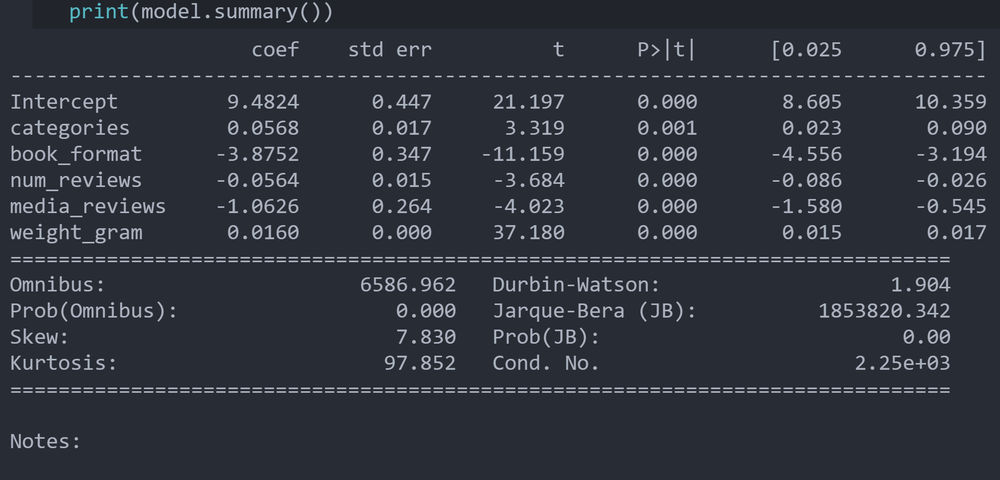 print(model.summary())
coef std err t P>|t| [0.025 0.975]
--------------------------------------------------------------------------------
Intercept 9.4824 0.447 21.197 0.000 8.605 10.359
categories 0.0568 0.017 3.319 0.001 0.023 0.090
book_format -3.8752 0.347 -11.159 0.000 -4.556 -3.194
num_reviews -0.0564 0.015 -3.684 0.000 -0.086 -0.026
media_reviews -1.0626 0.264 -4.023 0.000 -1.580 -0.545
weight_gram 0.0160 0.000 37.180 0.000 0.015 0.017
==============================================================================
Omnibus: 6586.962 Durbin-Watson: 1.904
Prob(Omnibus): 0.000 Jarque-Bera (JB): 1853820.342
Skew: 7.830 Prob(JB): 0.00
Kurtosis: 97.852 Cond. No. 2.25e+03
==============================================================================
Notes: